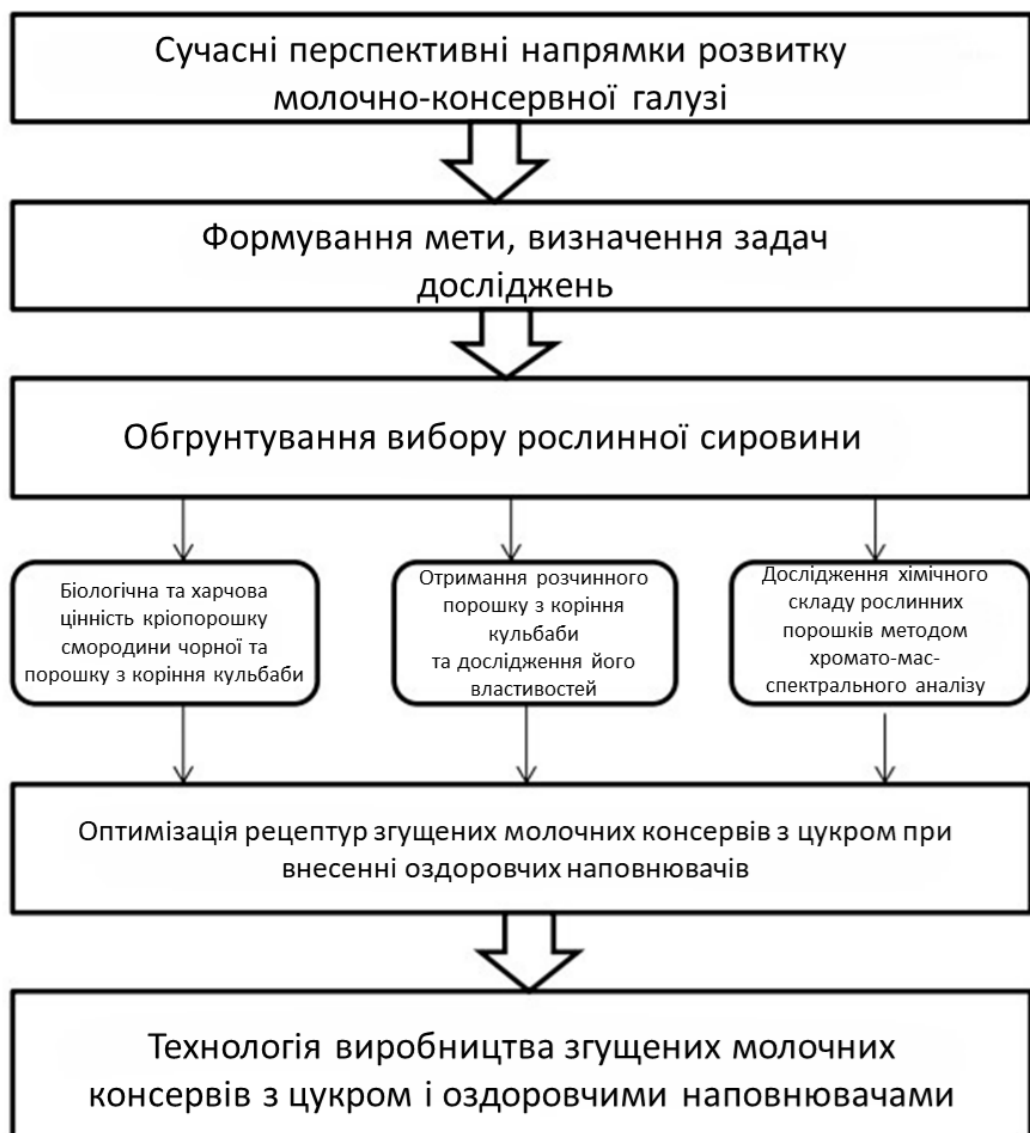 Сучасні перспективні напрямки розвитку
молочно-консервної галузі
Формування мети, визначення задач
досліджень
Обгрунтування вибору рослинної сировини
Біологічна та харчова
цінність кріопорошку
смородини чорної та
порошку з коріння кульбаби
Отримання розчинного
порошку з коріння
кульбаби
та дослідження його
властивостей
Дослідження хімічного
складу рослинних
порошків методом
хромато-мас-
спектрального аналізу
Оптимізація рецептур згущених молочних консервів з цукром при
внесенні оздоровчих наповнювачів
Технологія виробництва згущених молочних
консервів з цукром і оздоровчими наповнювачами